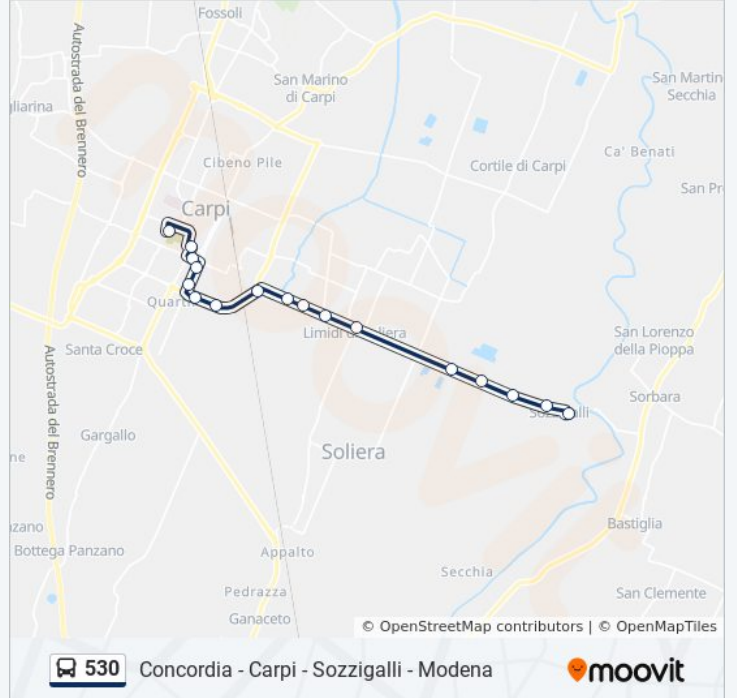 Fossoli
Autostrada del Brennero
San Marino
di Carpi
San Martin
Secchia
gliarina
Ca' Benati
Cibeno Pile
Cortile di Carpi
San Pr
Carpi
Quarti
Limidi di Soliera
San Lorenzo
della Pioppa
Santa Croce
Autostrada del Brennero
Sorbara
Sozzigalli
Gargallo
Soliera
ne
zano
Bastiglia
Bottega Panzano
Appalto
Secchia
Pedrazza
San Clemente
Ganaceto
© OpenStreetMap contributors | © OpenMapTiles
530 Concordia - Carpi - Sozzigalli - Modena
moovit